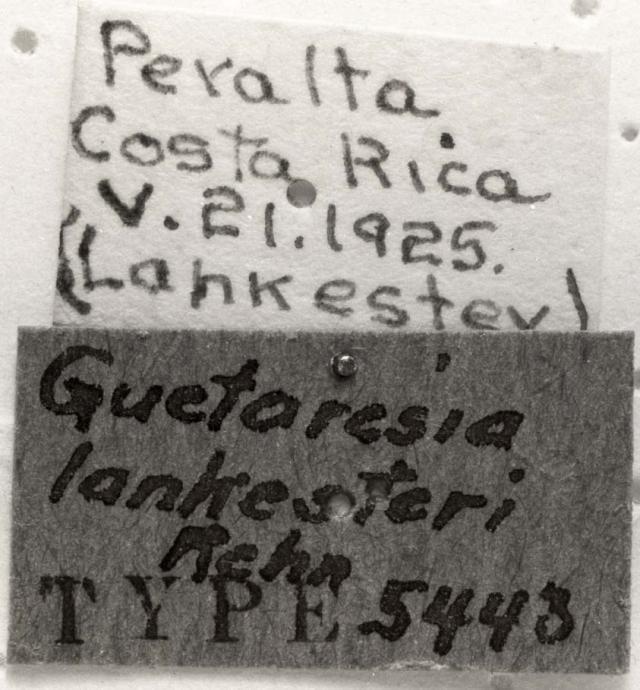 Peralta
Costa Rica
V. 21. 1925.
(Lankester)
Guetaresia
lankesteri
Rehn
TYPE 5443